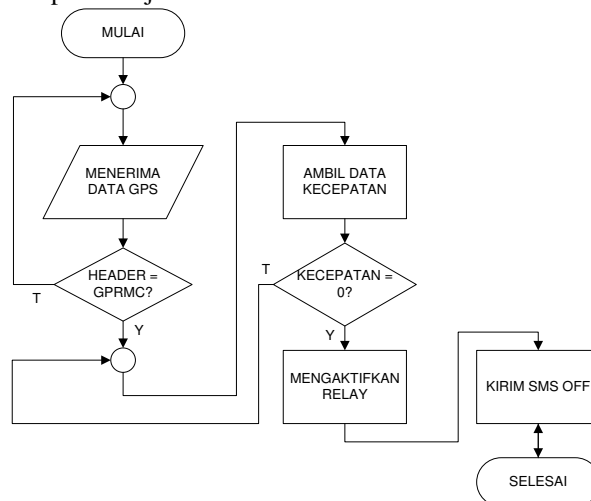 MULAI
MENERIMA
DATA GPS
HEADER =
GPRMC?
T
Y
AMBIL DATA
KECEPATAN
KECEPATAN =
0?
T
Y
MENGAKTIFKAN
RELAY
KIRIM SMS OFF
SELESAI